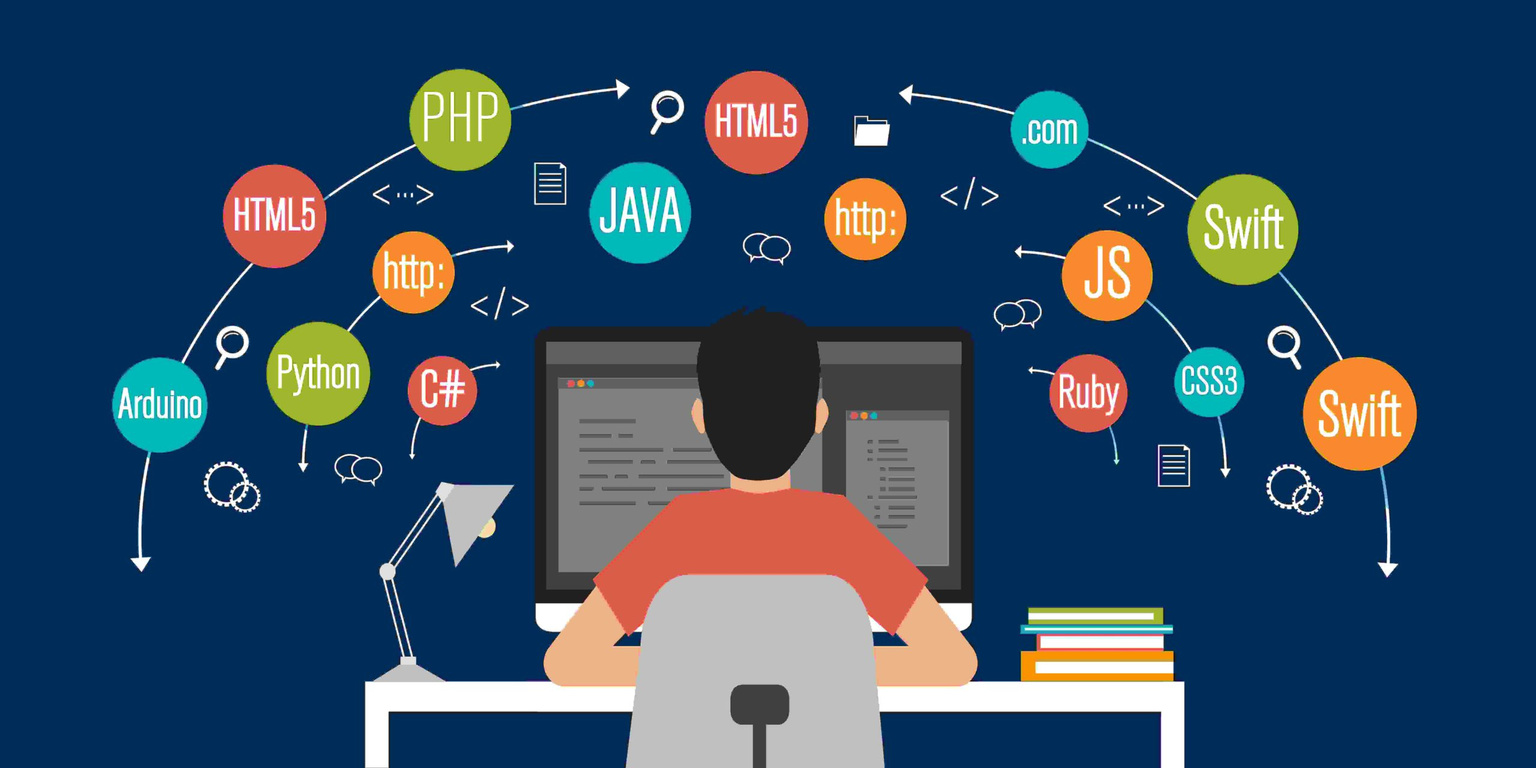 PHP
HTML5
.com
HTML5
JAVA
http:
Swift
http:
JS
Python
C#
Ruby
CSS3
Arduino
Swift